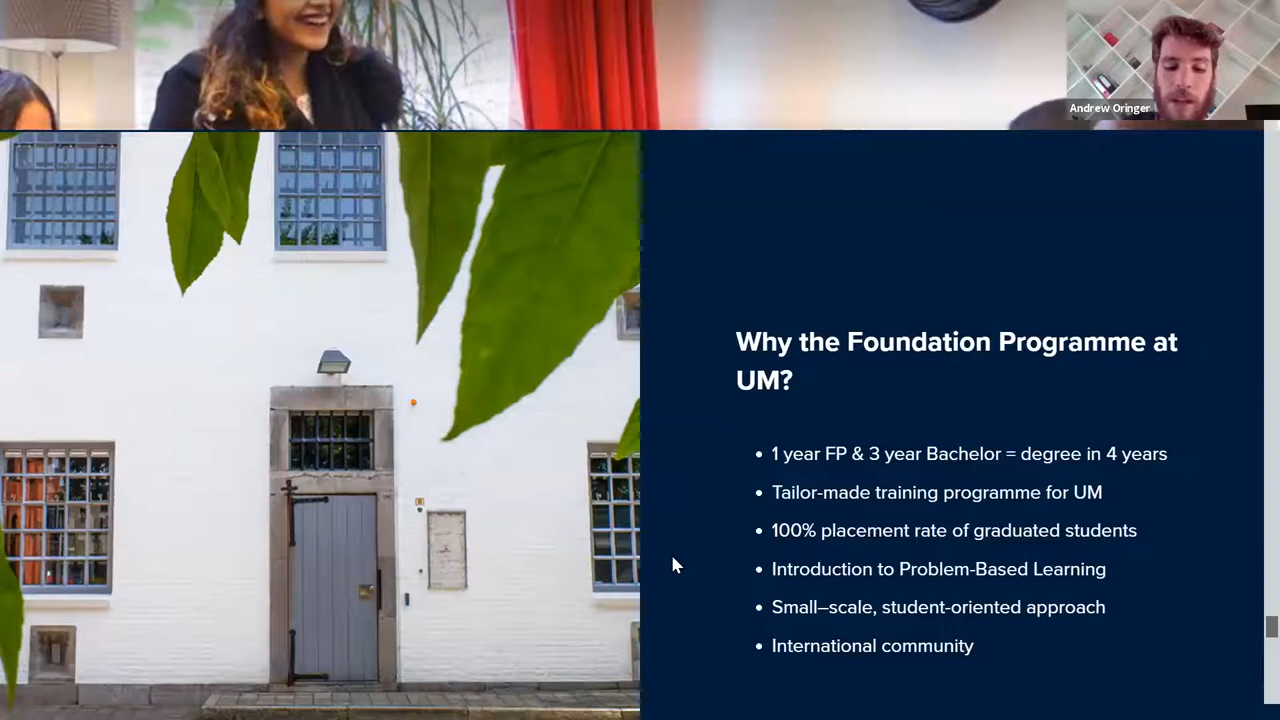 Andrew Oringer
Why the Foundation Programme at
UM?
• 1 year FP & 3 year Bachelor = degree in 4 years
• Tailor-made training programme for UM
• 100% placement rate of graduated students
• Introduction to Problem-Based Learning
• Small–scale, student-oriented approach
• International community